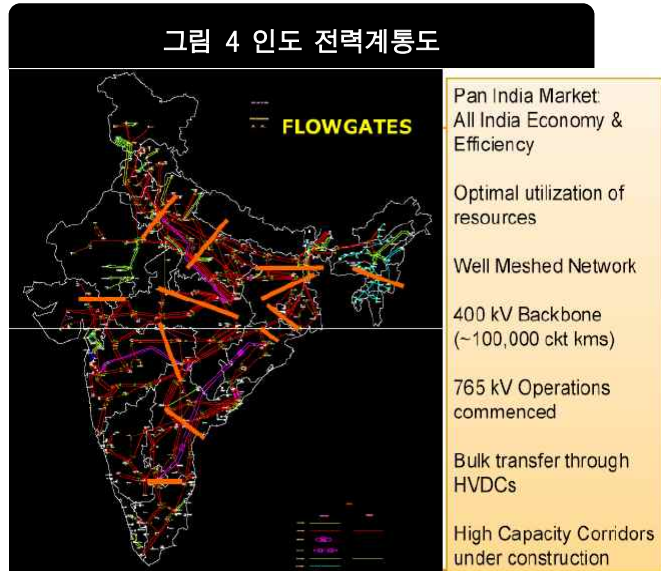 그림 4 인도 전력계통도
FLOWGATES
Pan India Market:
All India Economy &
Efficiency
Optimal utilization of
resources
Well Meshed Network
400 kV Backbone
(~100,000 ckt kms)
765 kV Operations
commenced
Bulk transfer through
HVDCs
High Capacity Corridors
under construction